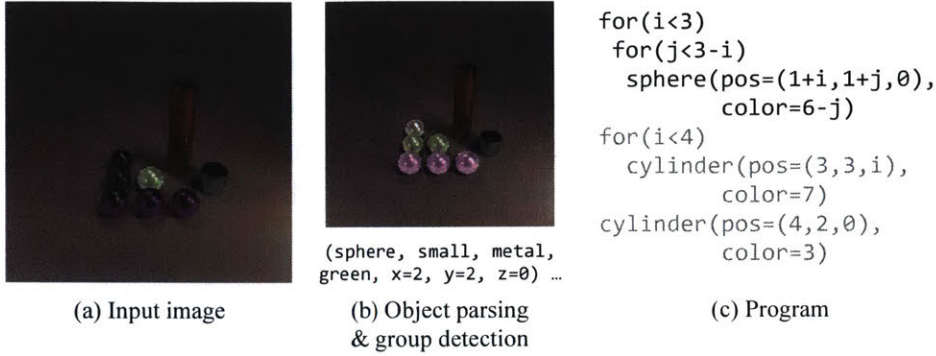 for(i<3)
for(j<3-i)
sphere(pos=(1+i,1+j,0),
color=6-j)
for(i<4)
cylinder(pos=(3,3,i),
color=7)
cylinder(pos=(4,2,0),
color=3)
(sphere, small, metal,
green, x=2, y=2, z=0) …
(a) Input image
(b) Object parsing
& group detection
(c) Program